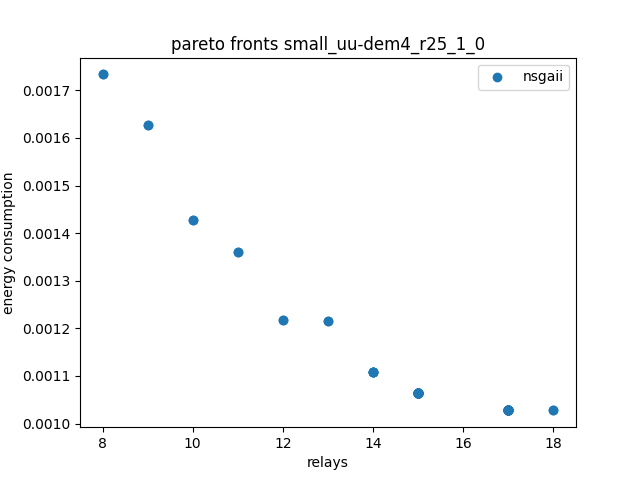 pareto fronts small_uu-dem4_r25_1_0
nsgaii
0.0017
0.0016
0.0015
0.0014
0.0013
0.0012
0.0011
0.0010
energy consumption
8 10 12 14 16 18
relays